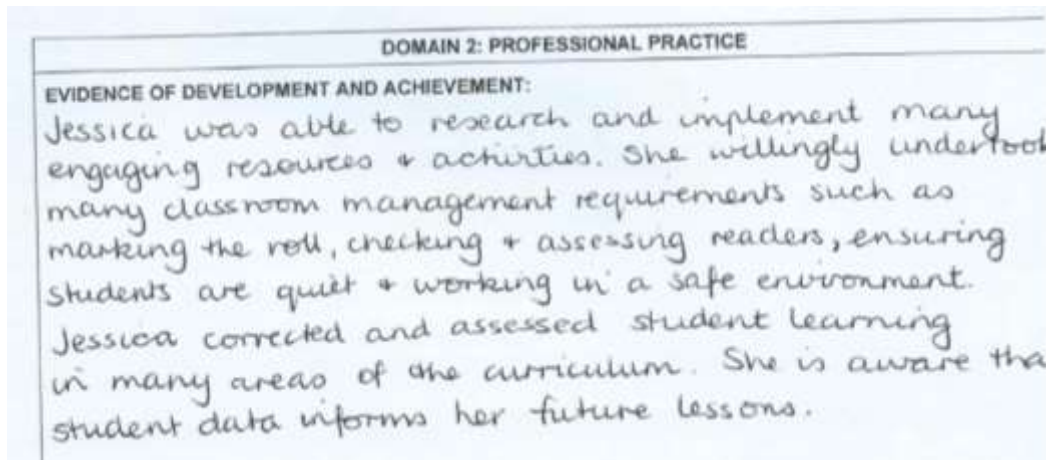 DOMAIN 2: PROFESSIONAL PRACTICE
EVIDENCE OF DEVELOPMENT AND ACHIEVEMENT:
Jessica was able to research and implement many
engaging resources + activities. She willingly undertook
many classroom management requirements such as
marking the roll, checking + assessing readers, ensuring
students are quiet + working in a safe environment.
Jessica corrected and assessed student learning
in many areas of the curriculum. She is aware tha
student data informs her future lessons.